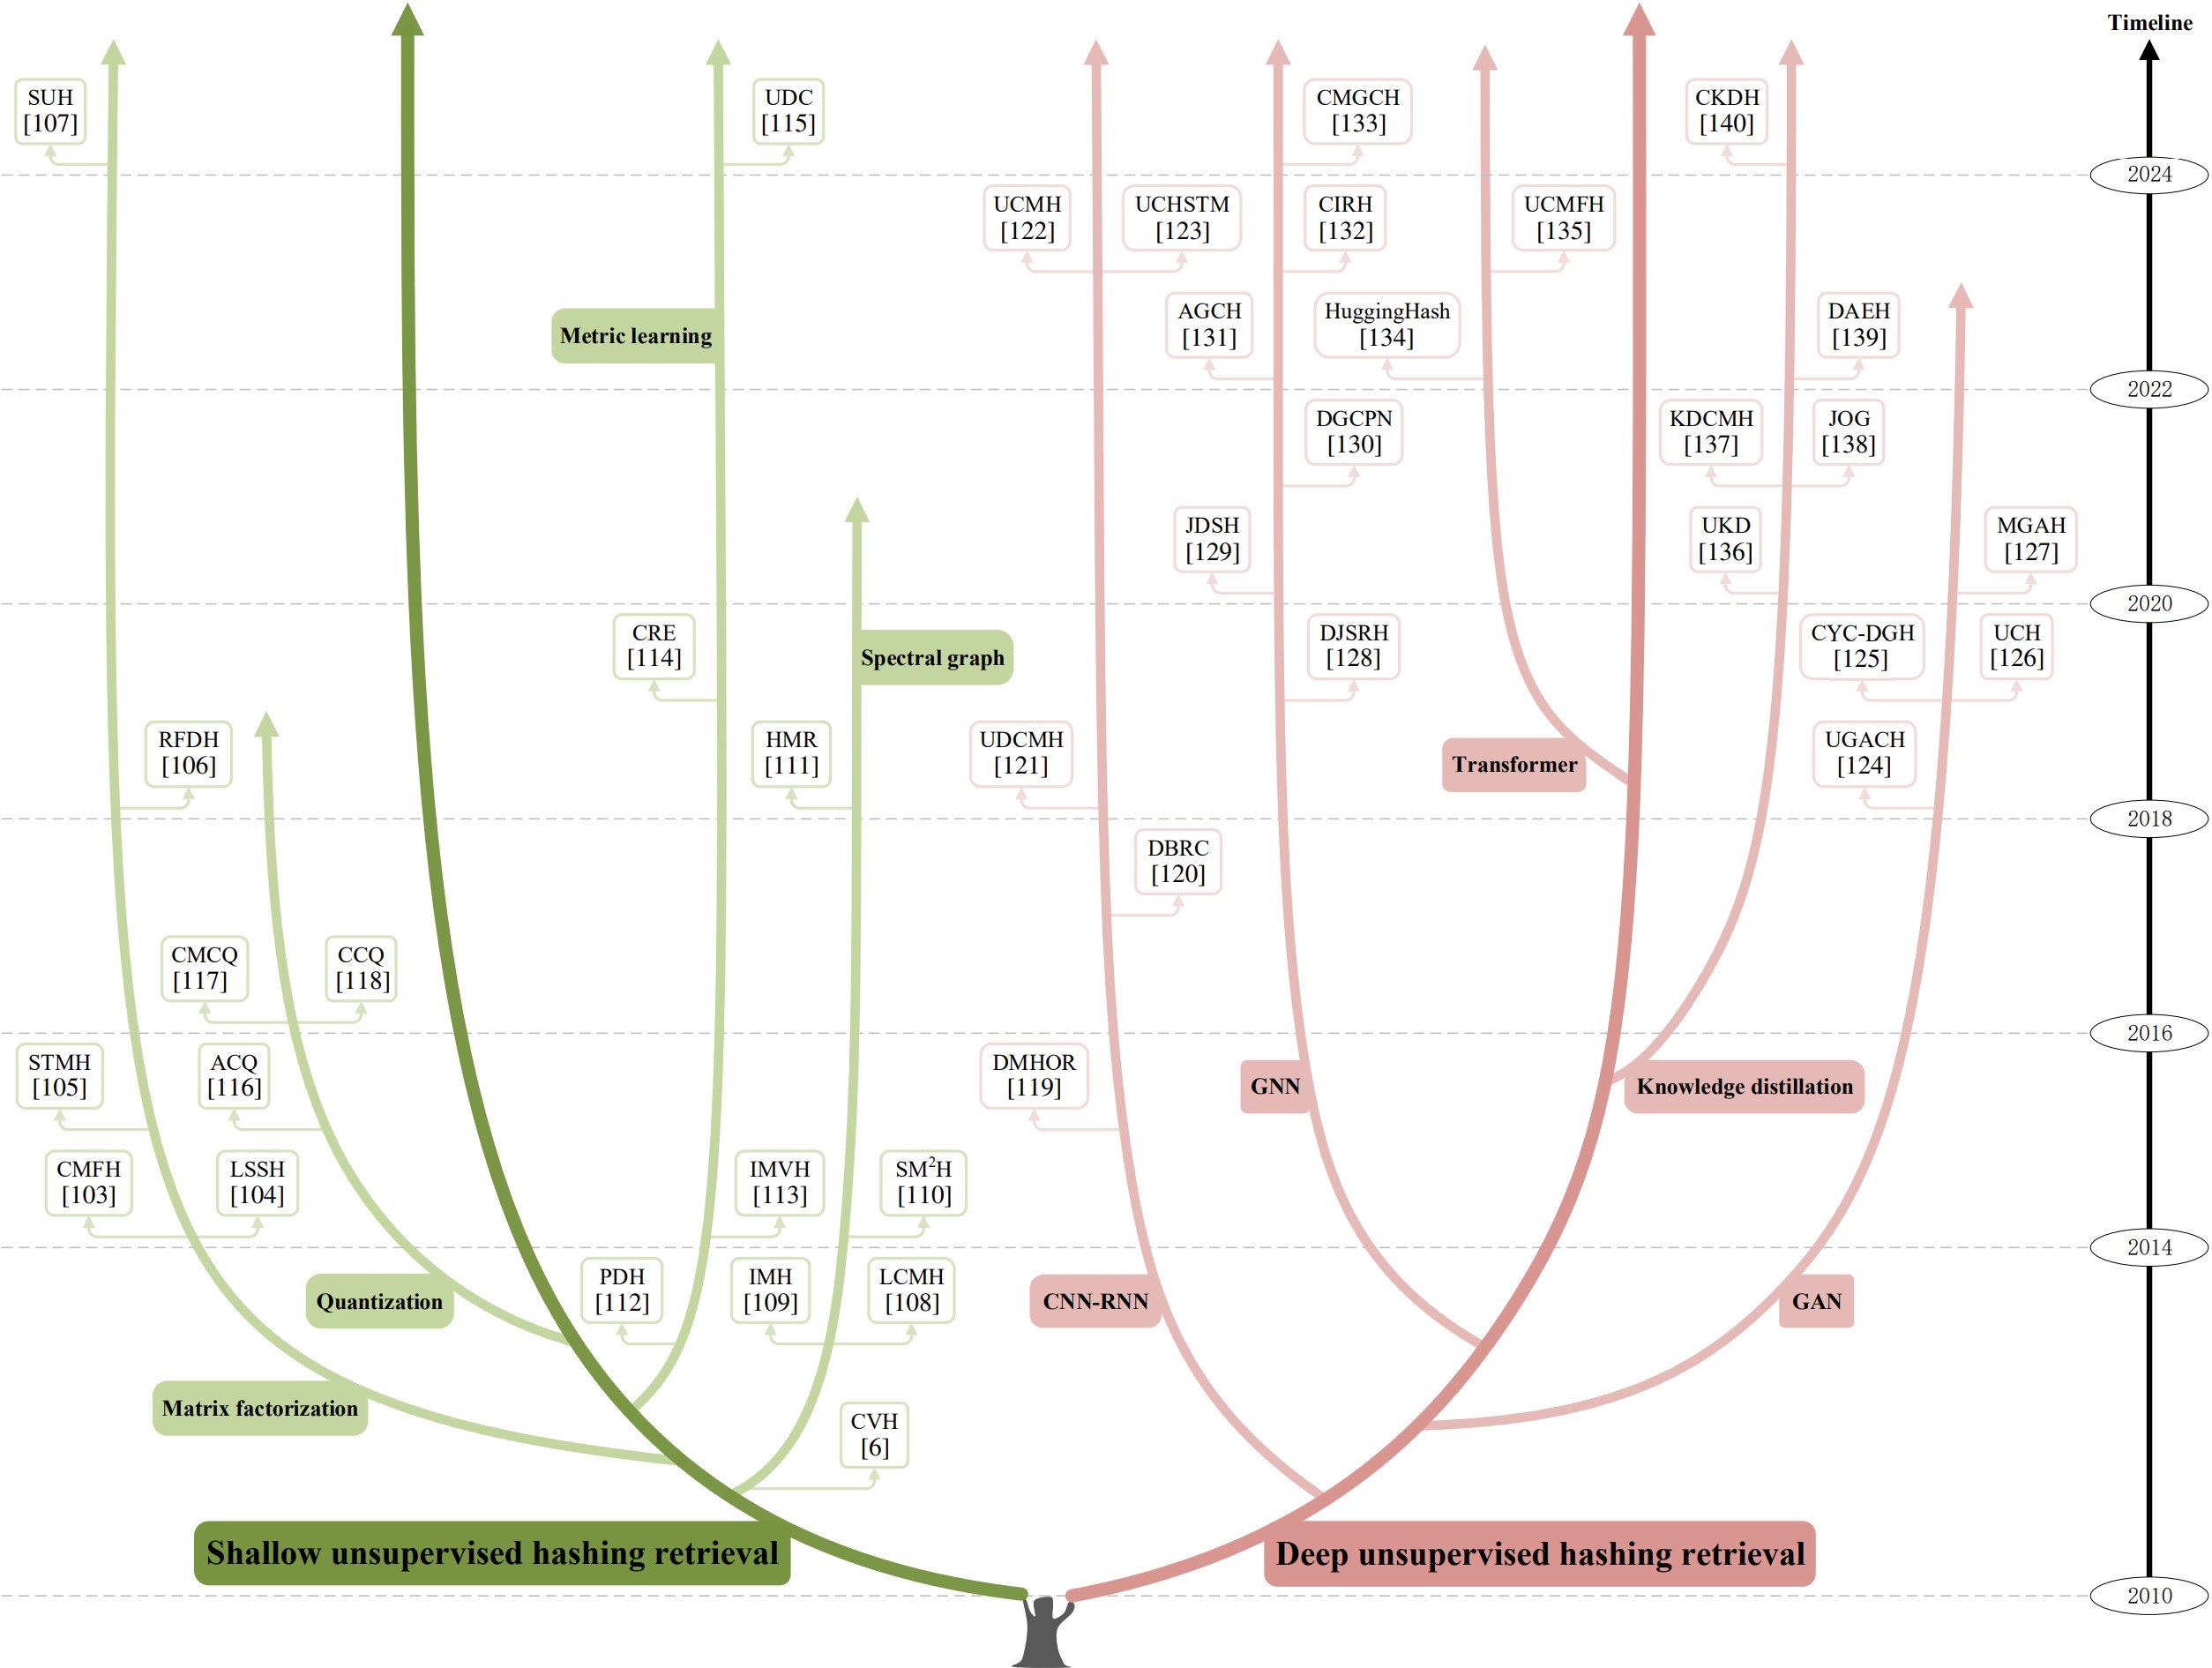 Timeline
SUH
[107]
UDC
[115]
CMGCH
[133]
CKDH
[140]
2024
UCMH
[122]
UCHSTM
[123]
CIRH
[132]
UCMFH
[135]
Metric learning
AGCH
[131]
HuggingHash
[134]
DAEH
[139]
2022
DGCPN
[130]
KDCMH
[137]
JOG
[138]
JDSH
[129]
UKD
[136]
MGAH
[127]
2020
CRE
[114]
Spectral graph
DJSRH
[128]
CYC-DGH
[125]
UCH
[126]
RFDH
[106]
HMR
[111]
UDCMH
[121]
Transformer
UGACH
[124]
2018
DBRC
[120]
CMCQ
[117]
CCQ
[118]
2016
STMH
[105]
ACQ
[116]
DMHOR
[119]
GNN
Knowledge distillation
CMFH
[103]
LSSH
[104]
IMVH
[113]
SM²H
[110]
2014
Quantization
PDH
[112]
IMH
[109]
LCMH
[108]
CNN-RNN
GAN
Matrix factorization
CVH
[6]
Shallow unsupervised hashing retrieval
Deep unsupervised hashing retrieval
2010